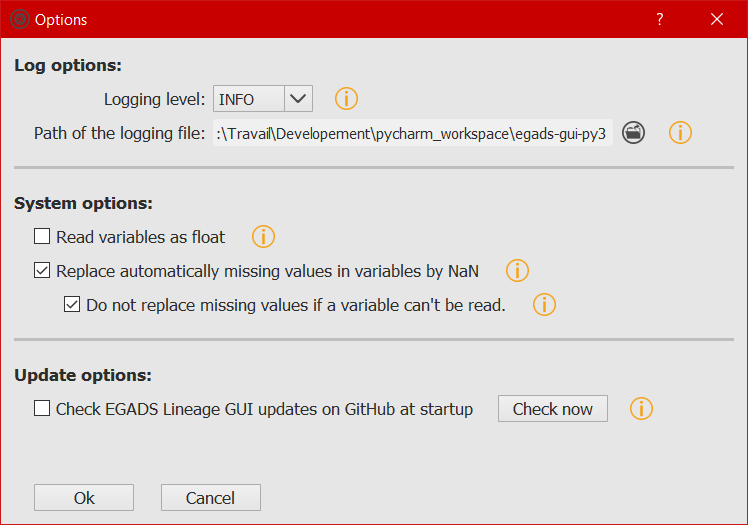 Options
?
Log options:
Logging level: INFO
Path of the logging file: :\Travail\Developement\pycharm_workspace\egads-gui-py3
System options:
Read variables as float
Replace automatically missing values in variables by NaN
Do not replace missing values if a variable can't be read.
Update options:
Check EGADS Lineage GUI updates on GitHub at startup Check now
Ok Cancel